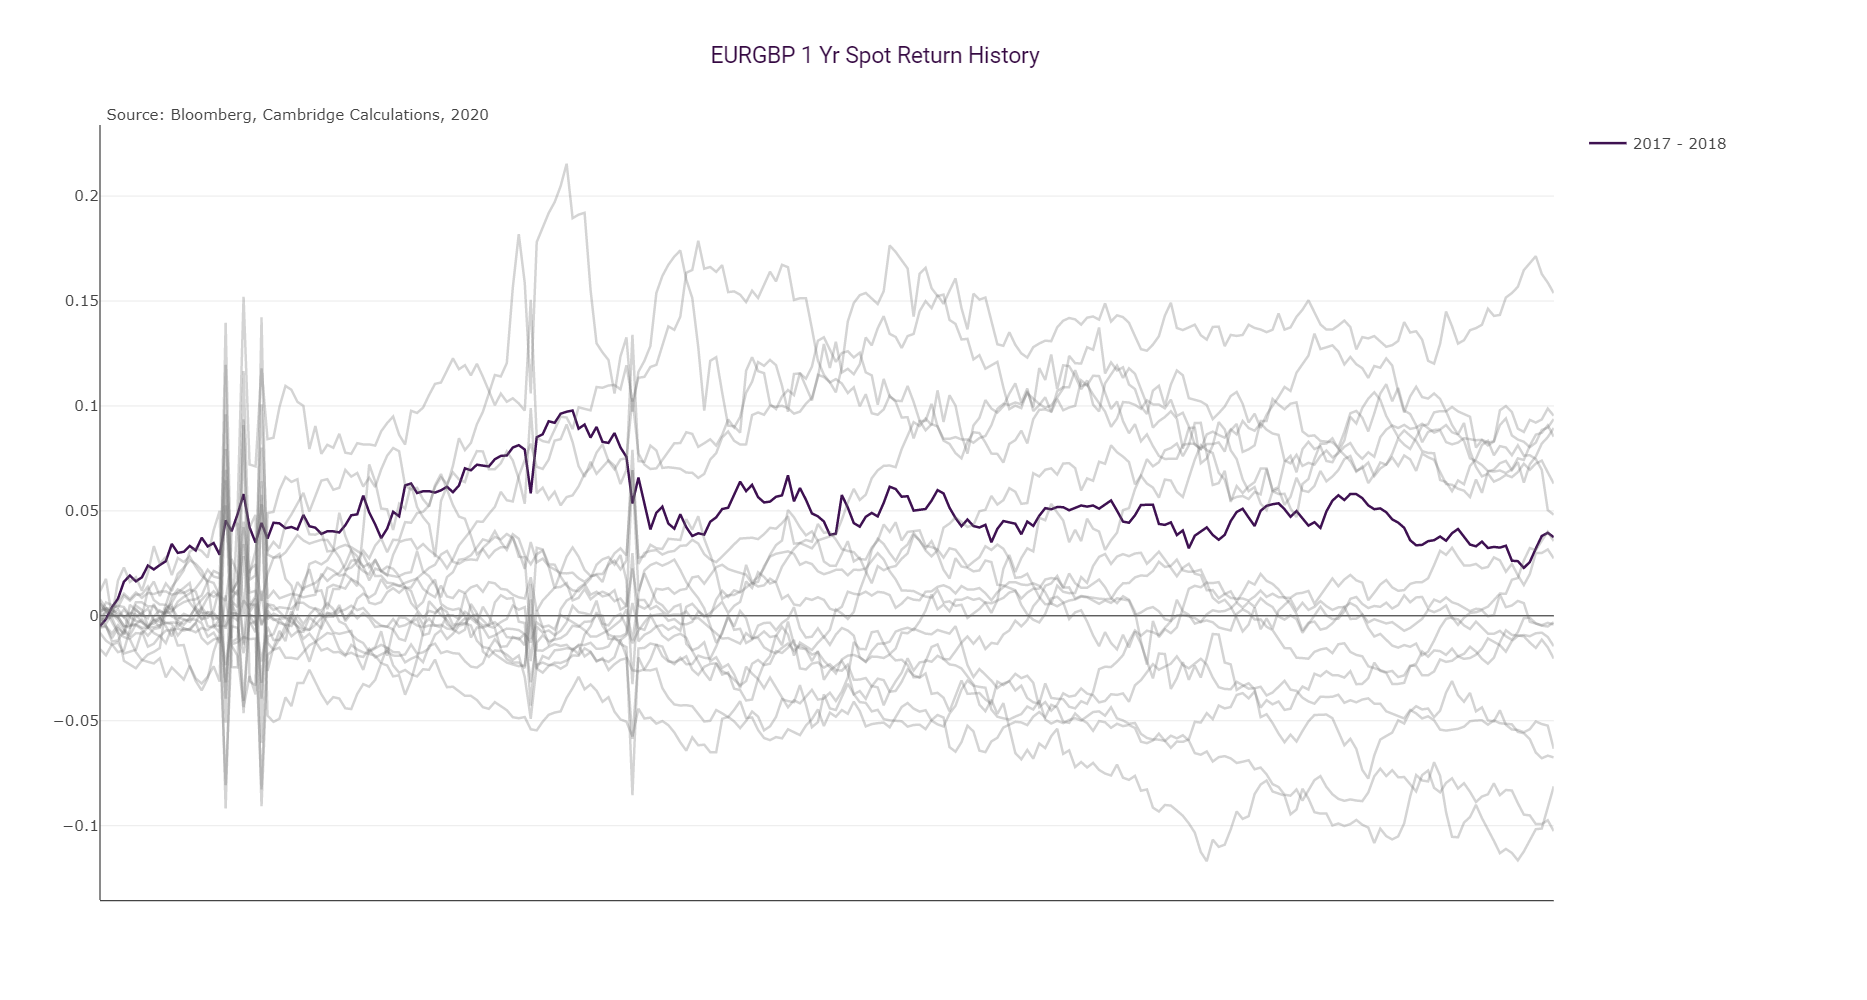 EURGBP 1 Yr Spot Return History
Source: Bloomberg, Cambridge Calculations, 2020
2017 - 2018
0.2
0.15
0.1
0.05
0
−0.05
−0.1